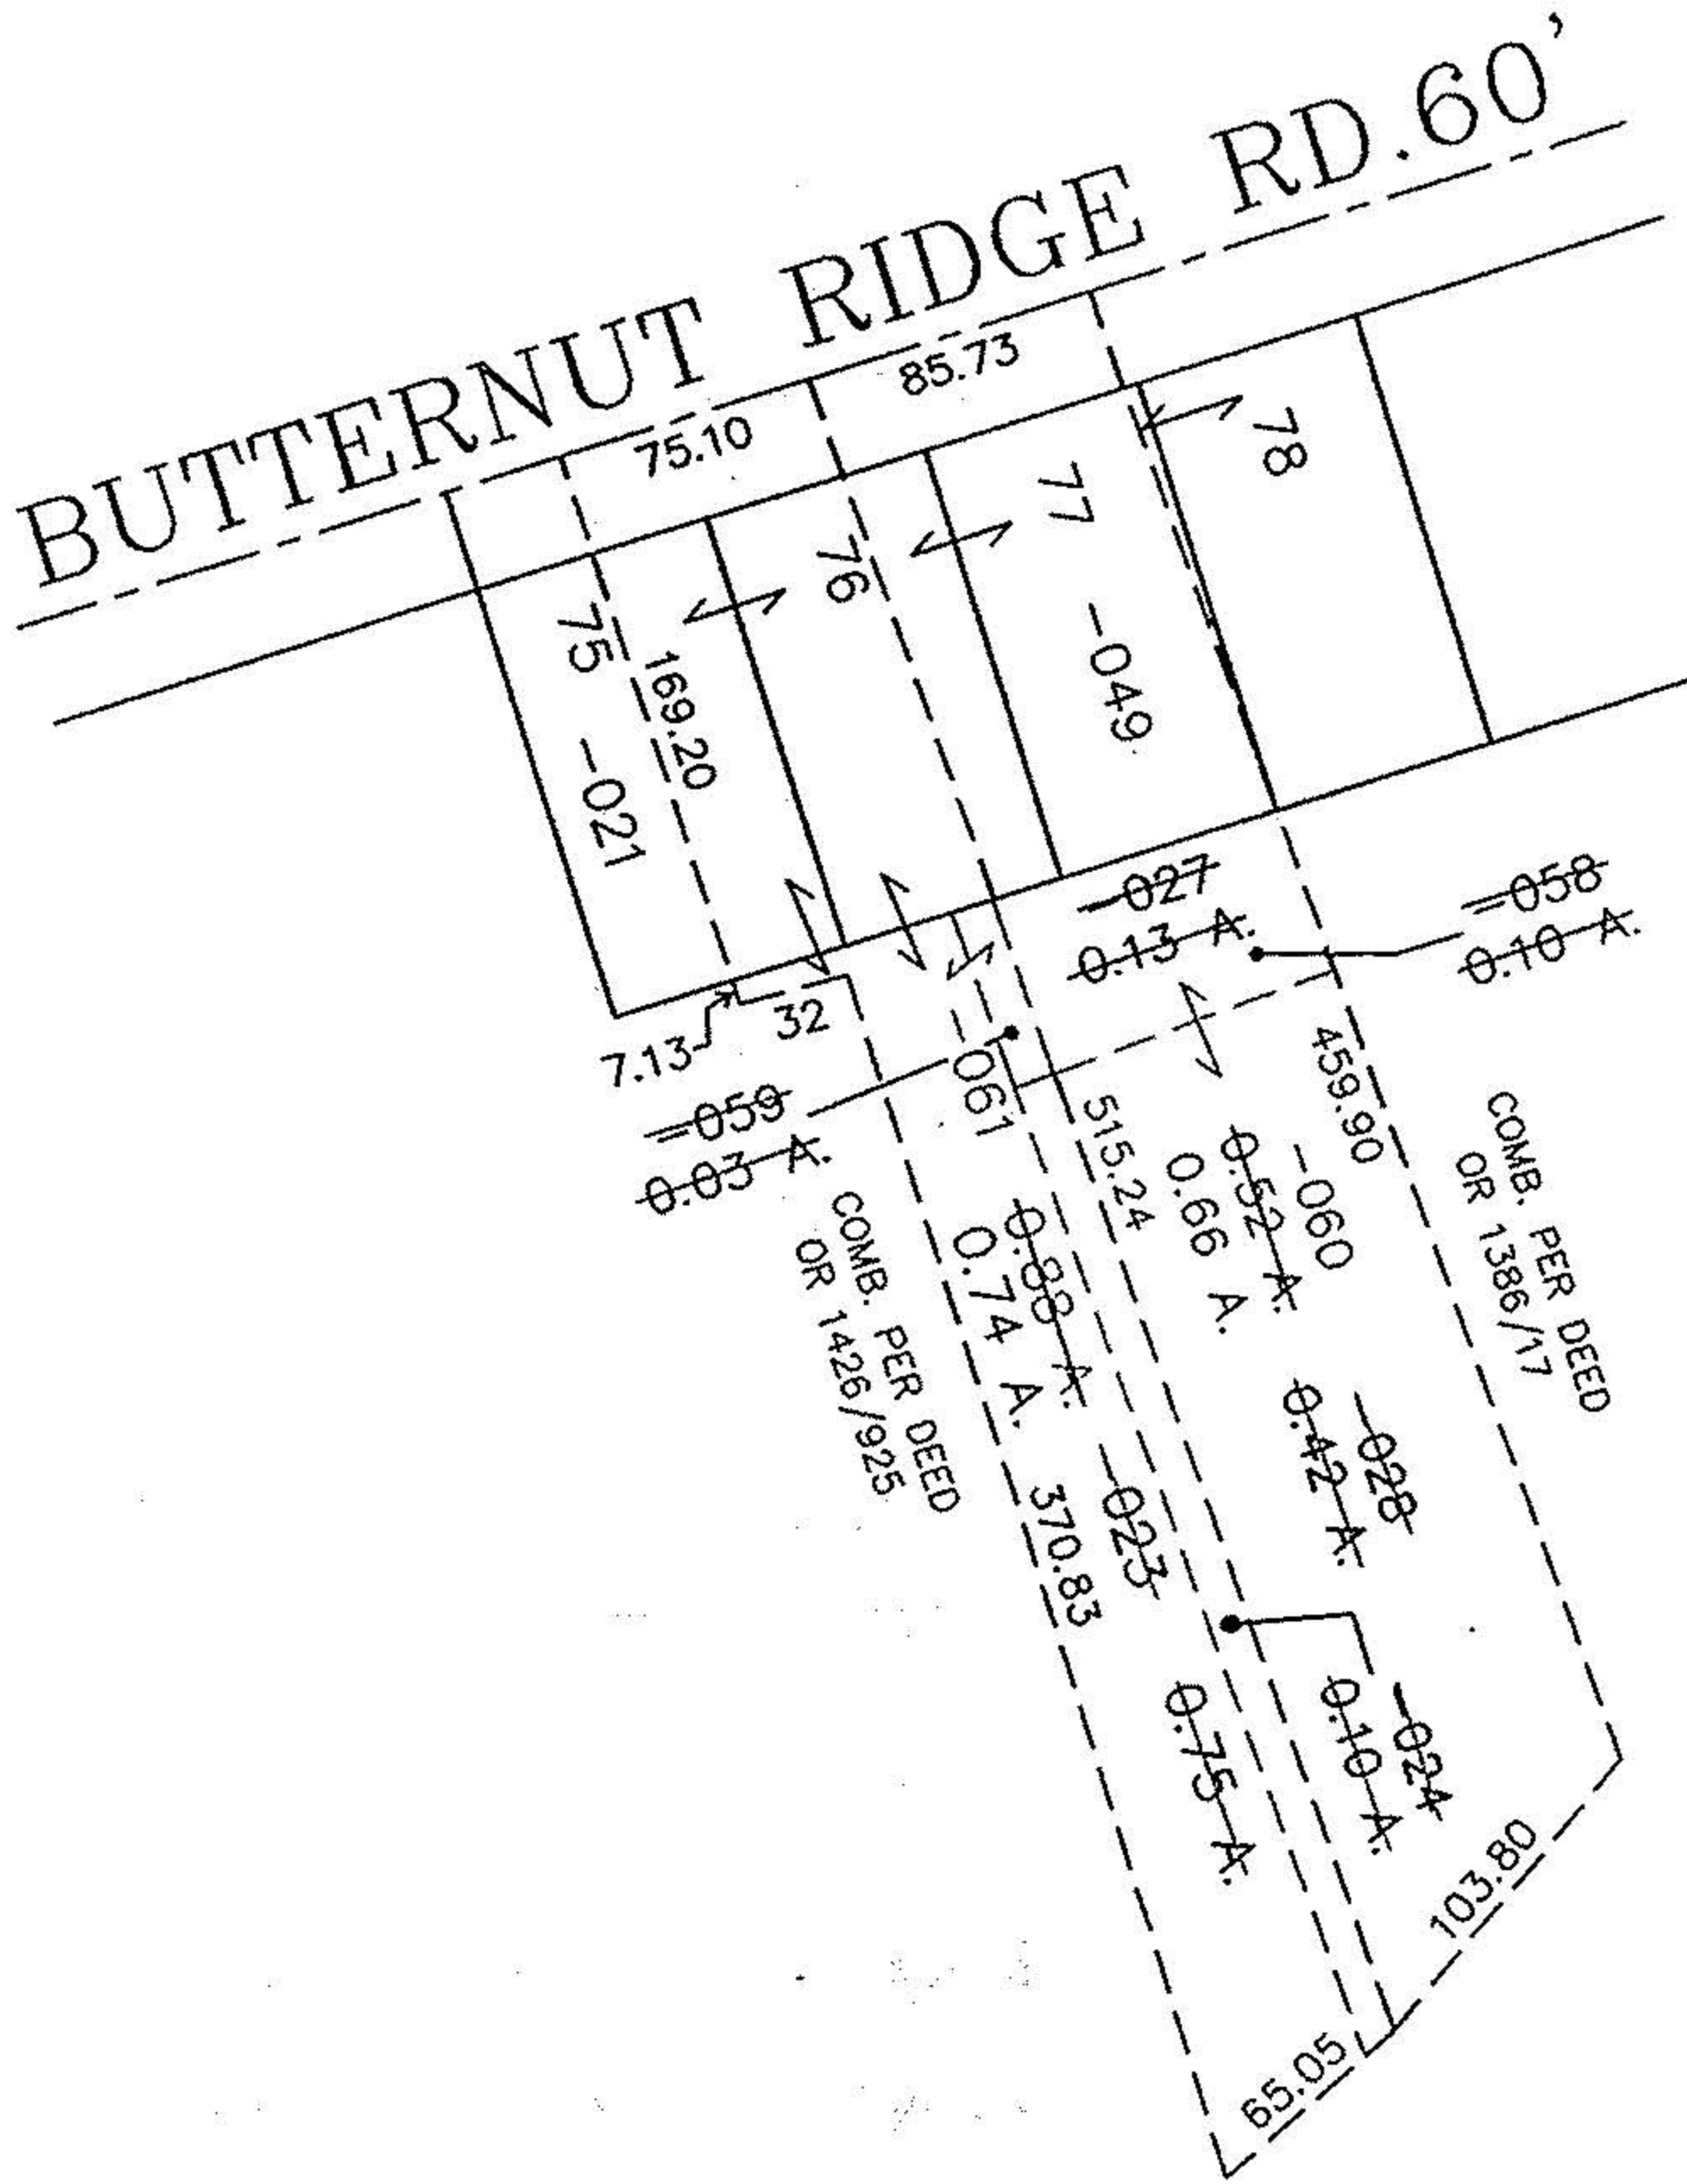 BUTTERNUT RIDGE RD. 60'
75.10
85.73
75
76
77
78
169.20
-021
-049
-027
0.13 A.
=058
0.10 A.
7.13
32
=059
0.03 A.
-061
515.24
459.90
-060
0.52 A.
0.66 A.
COMB. PER DEED
OR 1386/17
0.88 A.
0.74 A.
COMB. PER DEED
OR 1426/925
370.83
-023
-028
0.42 A.
0.75 A.
-024
0.10 A.
103.80
65.05